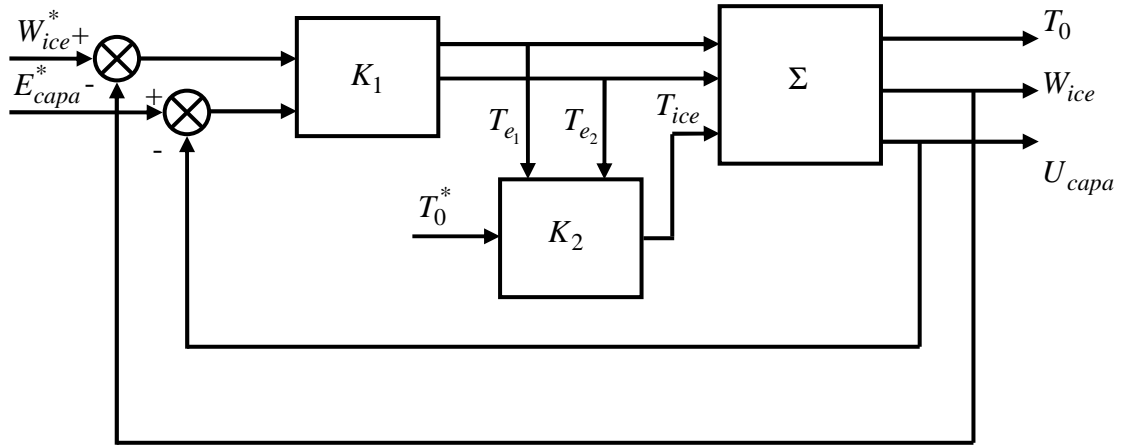 W*ice +
E*capa -
+
-
K1
Te1
Te2
Tice
T*0
K2
Σ
T0
Wice
Ucapa